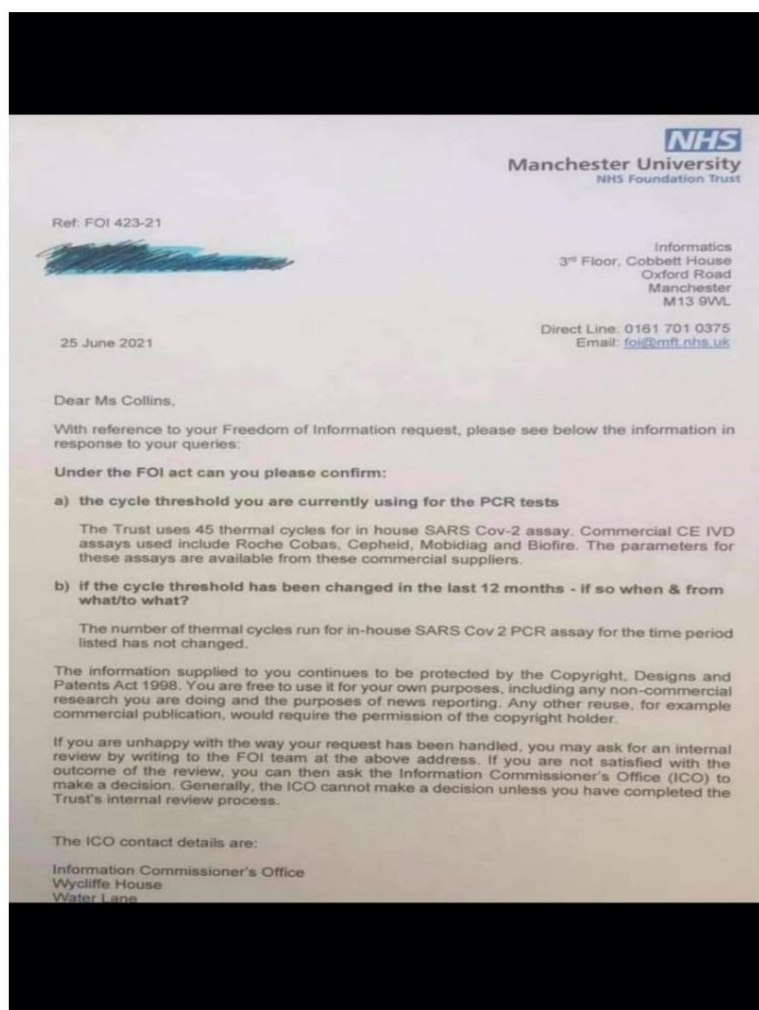 NHS
Manchester University
NHS Foundation Trust
Ref: FOI 423-21
Informatics
3rd Floor, Cobbett House
Oxford Road
Manchester
M13 9WL
Direct Line: 0161 701 0375
Email: foi@mft.nhs.uk
25 June 2021
Dear Ms Collins,
With reference to your Freedom of Information request, please see below the information in
response to your queries:
Under the FOI act can you please confirm:
a) the cycle threshold you are currently using for the PCR tests
The Trust uses 45 thermal cycles for in house SARS Cov-2 assay. Commercial CE IVD
assays used include Roche Cobas, Cepheid, Mobidiag and Biofire. The parameters for
these assays are available from these commercial suppliers.
b) if the cycle threshold has been changed in the last 12 months - if so when & from
what/to what?
The number of thermal cycles run for in-house SARS Cov 2 PCR assay for the time period
listed has not changed.
The information supplied to you continues to be protected by the Copyright, Designs and
Patents Act 1998. You are free to use it for your own purposes, including any non-commercial
research you are doing and the purposes of news reporting. Any other reuse, for example
commercial publication, would require the permission of the copyright holder.
If you are unhappy with the way your request has been handled, you may ask for an internal
review by writing to the FOI team at the above address. If you are not satisfied with the
outcome of the review, you can then ask the Information Commissioner's Office (ICO) to
make a decision. Generally, the ICO cannot make a decision unless you have completed the
Trust's internal review process.
The ICO contact details are:
Information Commissioner's Office
Wycliffe House
Water Lane